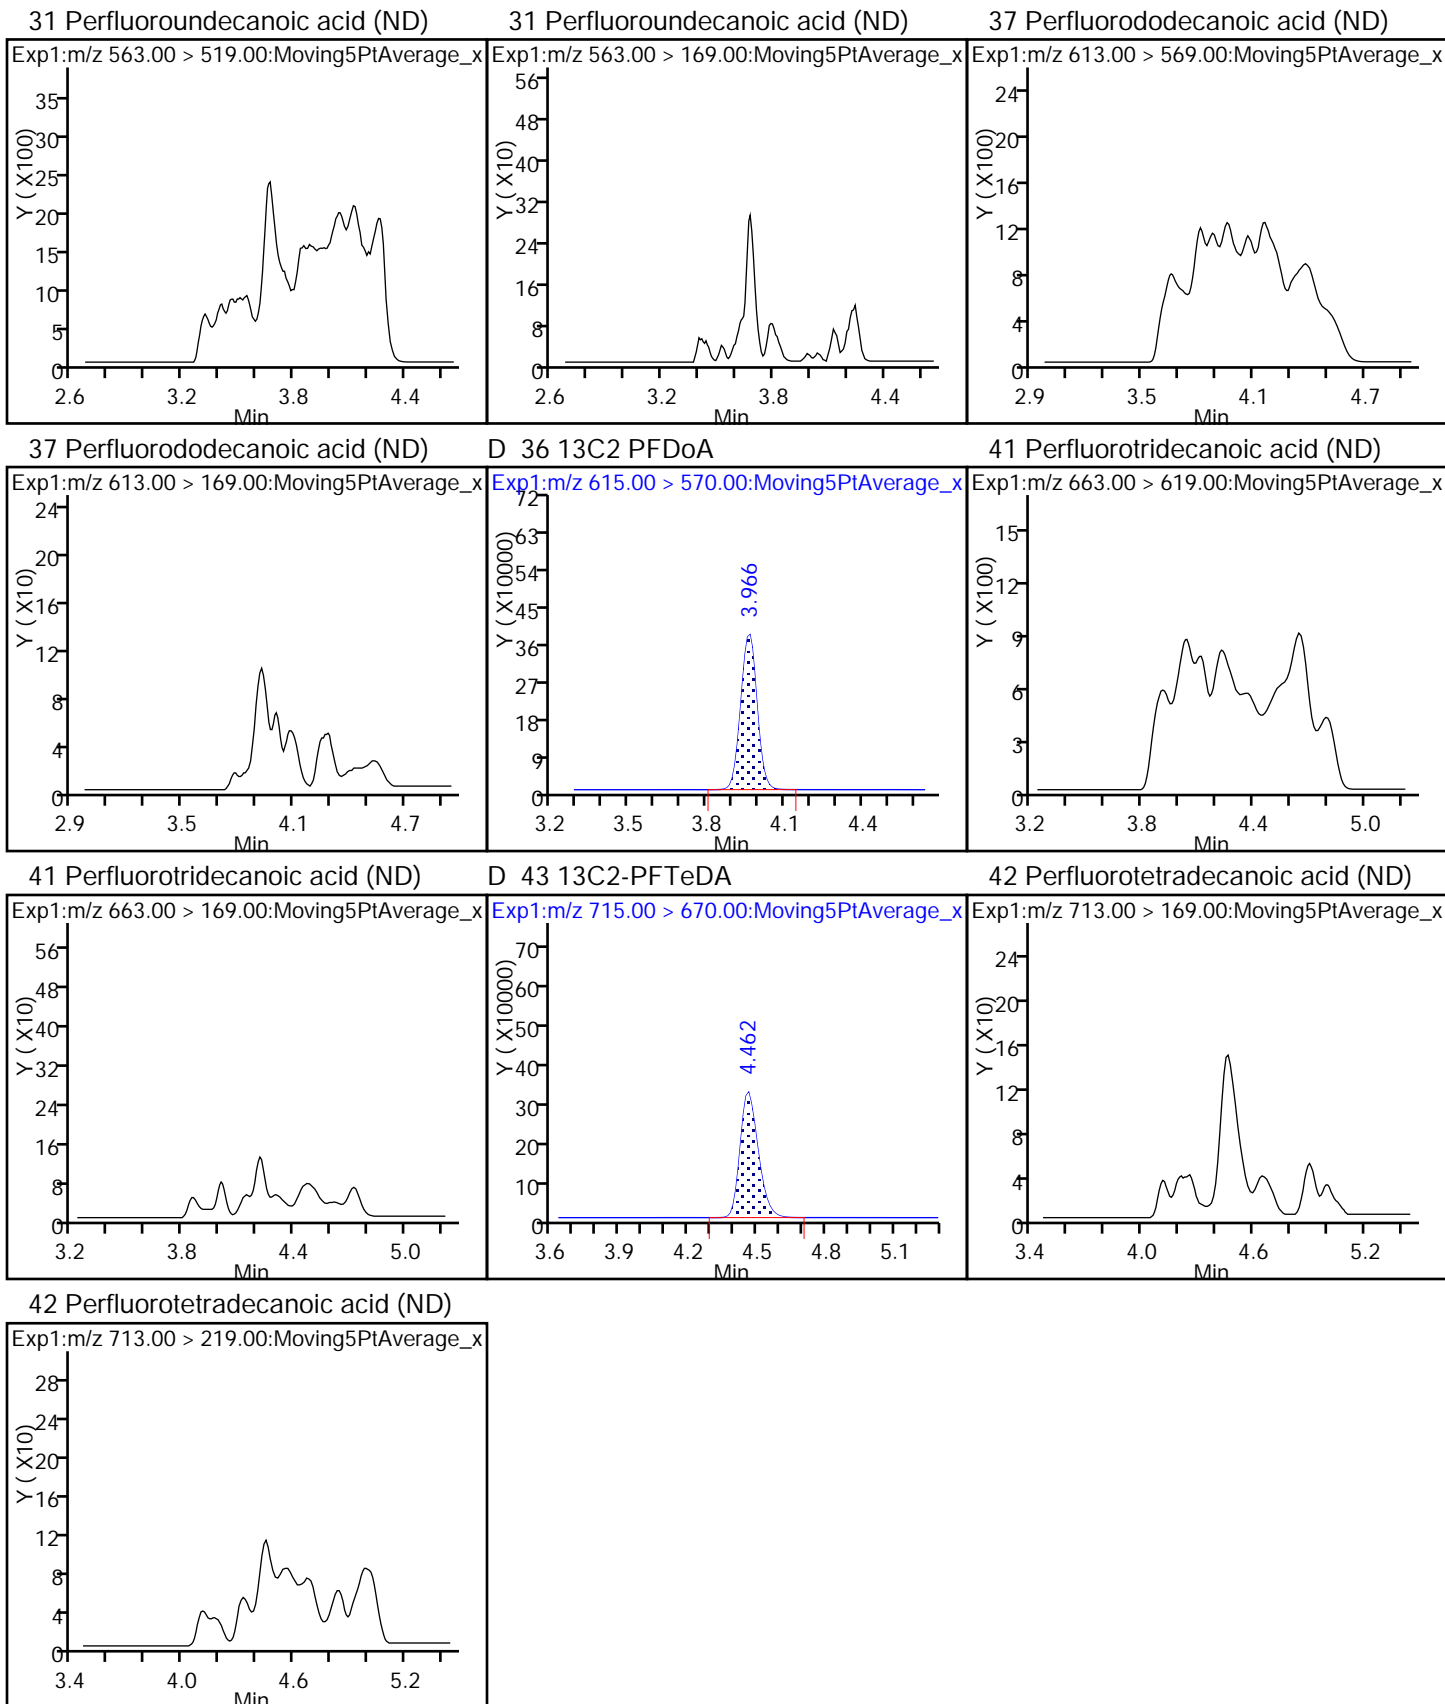 31 Perfluoroundecanoic acid (ND)
Exp1:m/z 563.00 > 519.00:Moving5PtAverage_x
Y ( X100)
35
30
25
20
15
10
5
0
2.6 3.2 3.8 4.4
Min
31 Perfluoroundecanoic acid (ND)
Exp1:m/z 563.00 > 169.00:Moving5PtAverage_x
Y ( X10)
56
48
40
32
24
16
8
0
2.6 3.2 3.8 4.4
Min
37 Perfluorododecanoic acid (ND)
Exp1:m/z 613.00 > 569.00:Moving5PtAverage_x
Y ( X100)
24
20
16
12
8
4
0
2.9 3.5 4.1 4.7
Min
37 Perfluorododecanoic acid (ND)
Exp1:m/z 613.00 > 169.00:Moving5PtAverage_x
Y ( X10)
24
20
16
12
8
4
0
2.9 3.5 4.1 4.7
Min
D 36 13C2 PFDoA
Exp1:m/z 615.00 > 570.00:Moving5PtAverage_x
Y ( X10000)
72
63
54
45
36
27
18
9
0
3.966
3.2 3.5 3.8 4.1 4.4
Min
41 Perfluorotridecanoic acid (ND)
Exp1:m/z 663.00 > 619.00:Moving5PtAverage_x
Y ( X100)
15
12
9
6
3
0
3.2 3.8 4.4 5.0
Min
41 Perfluorotridecanoic acid (ND)
Exp1:m/z 663.00 > 169.00:Moving5PtAverage_x
Y ( X10)
56
48
40
32
24
16
8
0
3.2 3.8 4.4 5.0
Min
D 43 13C2-PFTeDA
Exp1:m/z 715.00 > 670.00:Moving5PtAverage_x
Y ( X10000)
70
60
50
40
30
20
10
0
4.462
3.6 3.9 4.2 4.5 4.8 5.1
Min
42 Perfluorotetradecanoic acid (ND)
Exp1:m/z 713.00 > 169.00:Moving5PtAverage_x
Y ( X10)
24
20
16
12
8
4
0
3.4 4.0 4.6 5.2
Min
42 Perfluorotetradecanoic acid (ND)
Exp1:m/z 713.00 > 219.00:Moving5PtAverage_x
Y ( X10)
28
24
20
16
12
8
4
0
3.4 4.0 4.6 5.2
Min